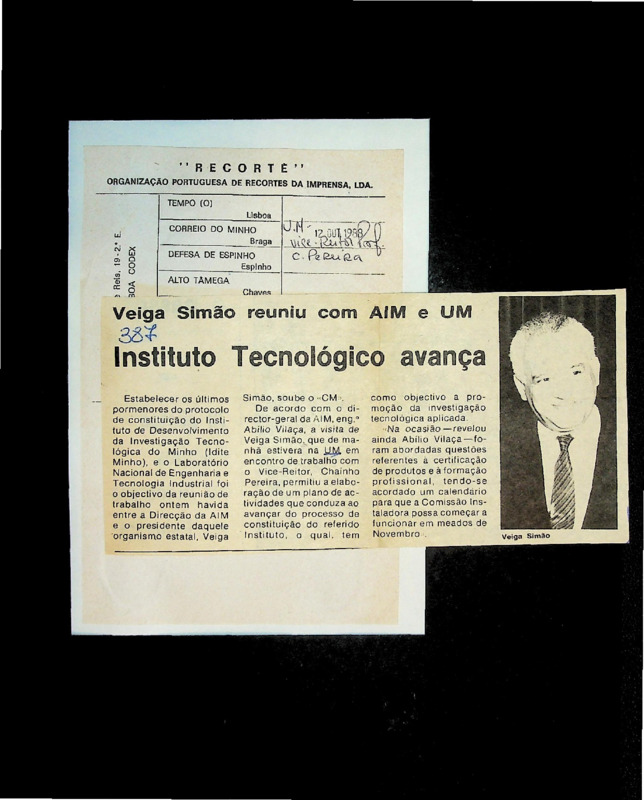 "RECORTE"
ORGANIZAÇÃO PORTUGUESA DE RECORTES DA IMPRENSA, LDA.
TEMPO (O)
Lisboa
CORREIO DO MINHO
Braga
DEFESA DE ESPINHO
Espinho
ALTO TÂMEGA
Chaves
Reis, 19-2.º E.
BOA CODEX
U.M.
12 OUT 1988
Vice-Reitor Prof.
C. Pereira
Veiga Simão reuniu com AIM e UM
387
Instituto Tecnológico avança
Estabelecer os últimos
pormenores do protocolo
de constituição do Insti-
tuto de Desenvolvimento
da Investigação Tecno-
lógica do Minho (Idite
Minho), e o Laboratório
Nacional de Engenharia e
Tecnologia Industrial foi
o objectivo da reunião de
trabalho ontem havida
entre a Direcção da AIM
e o presidente daquele
organismo estatal, Veiga
Simão, soube o «CM».
De acordo com o di-
rector-geral da AIM, eng.º
Abílio Vilaça, a visita de
Veiga Simão, que de ma-
nhã estivera na UM, em
encontro de trabalho com
o Vice-Reitor, Chainho
Pereira, permitiu a elabo-
ração de um plano de ac-
tividades que conduza ao
avançar do processo de
constituição do referido
Instituto, o qual, tem
como objectivo a pro-
moção da investigação
tecnológica aplicada.
«Na ocasião — revelou
ainda Abílio Vilaça — fo-
ram abordadas questões
referentes à certificação
de produtos e à formação
profissional, tendo-se
acordado um calendário
para que a Comissão Ins-
taladora possa começar a
funcionar em meados de
Novembro».
Veiga Simão